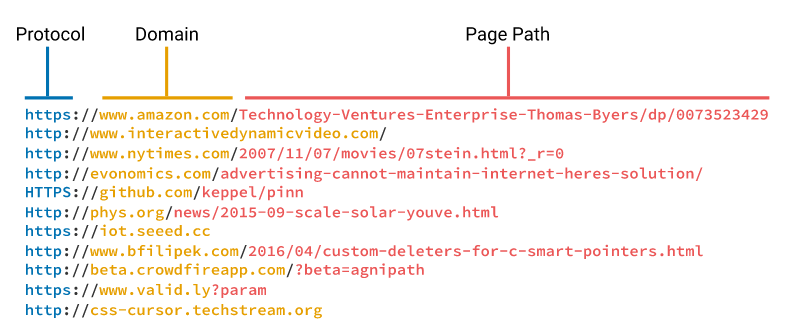 Protocol Domain Page Path
https://www.amazon.com/Technology-Ventures-Enterprise-Thomas-Byers/dp/0073523429
http://www.interactivedynamicvideo.com/
http://www.nytimes.com/2007/11/07/movies/07stein.html?_r=0
http://evonomics.com/advertising-cannot-maintain-internet-heres-solution/
HTTPS://github.com/keppel/pinn
Http://phys.org/news/2015-09-scale-solar-youve.html
https://iot.seeed.cc
http://www.bfilipek.com/2016/04/custom-deleters-for-c-smart-pointers.html
http://beta.crowdfireapp.com/?beta=agnipath
https://www.valid.ly?param
http://css-cursor.techstream.org